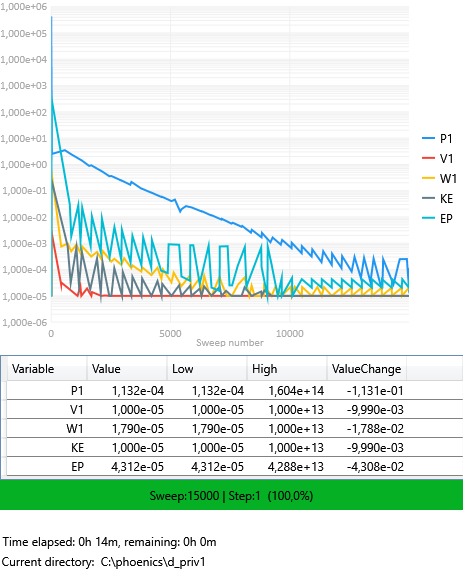 1,000e+06
1,000e+05
1,000e+04
1,000e+03
1,000e+02
1,000e+01
1,000e+00
1,000e-01
1,000e-02
1,000e-03
1,000e-04
1,000e-05
1,000e-06
0 5000 10000
Sweep number
P1
V1
W1
KE
EP
Variable Value Low High ValueChange
P1 1,132e-04 1,132e-04 1,604e+14 -1,131e-01
V1 1,000e-05 1,000e-05 1,000e+13 -9,990e-03
W1 1,790e-05 1,790e-05 1,000e+13 -1,788e-02
KE 1,000e-05 1,000e-05 1,000e+13 -9,990e-03
EP 4,312e-05 4,312e-05 4,288e+13 -4,308e-02
Sweep:15000 | Step:1 (100,0%)
Time elapsed: 0h 14m, remaining: 0h 0m
Current directory: C:\phoenics\d_priv1